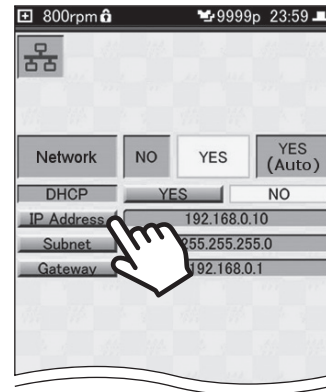 800rpm 9999p 23:59
Network NO YES YES (Auto)
DHCP YES NO
IP Address 192.168.0.10
Subnet 255.255.255.0
Gateway 192.168.0.1